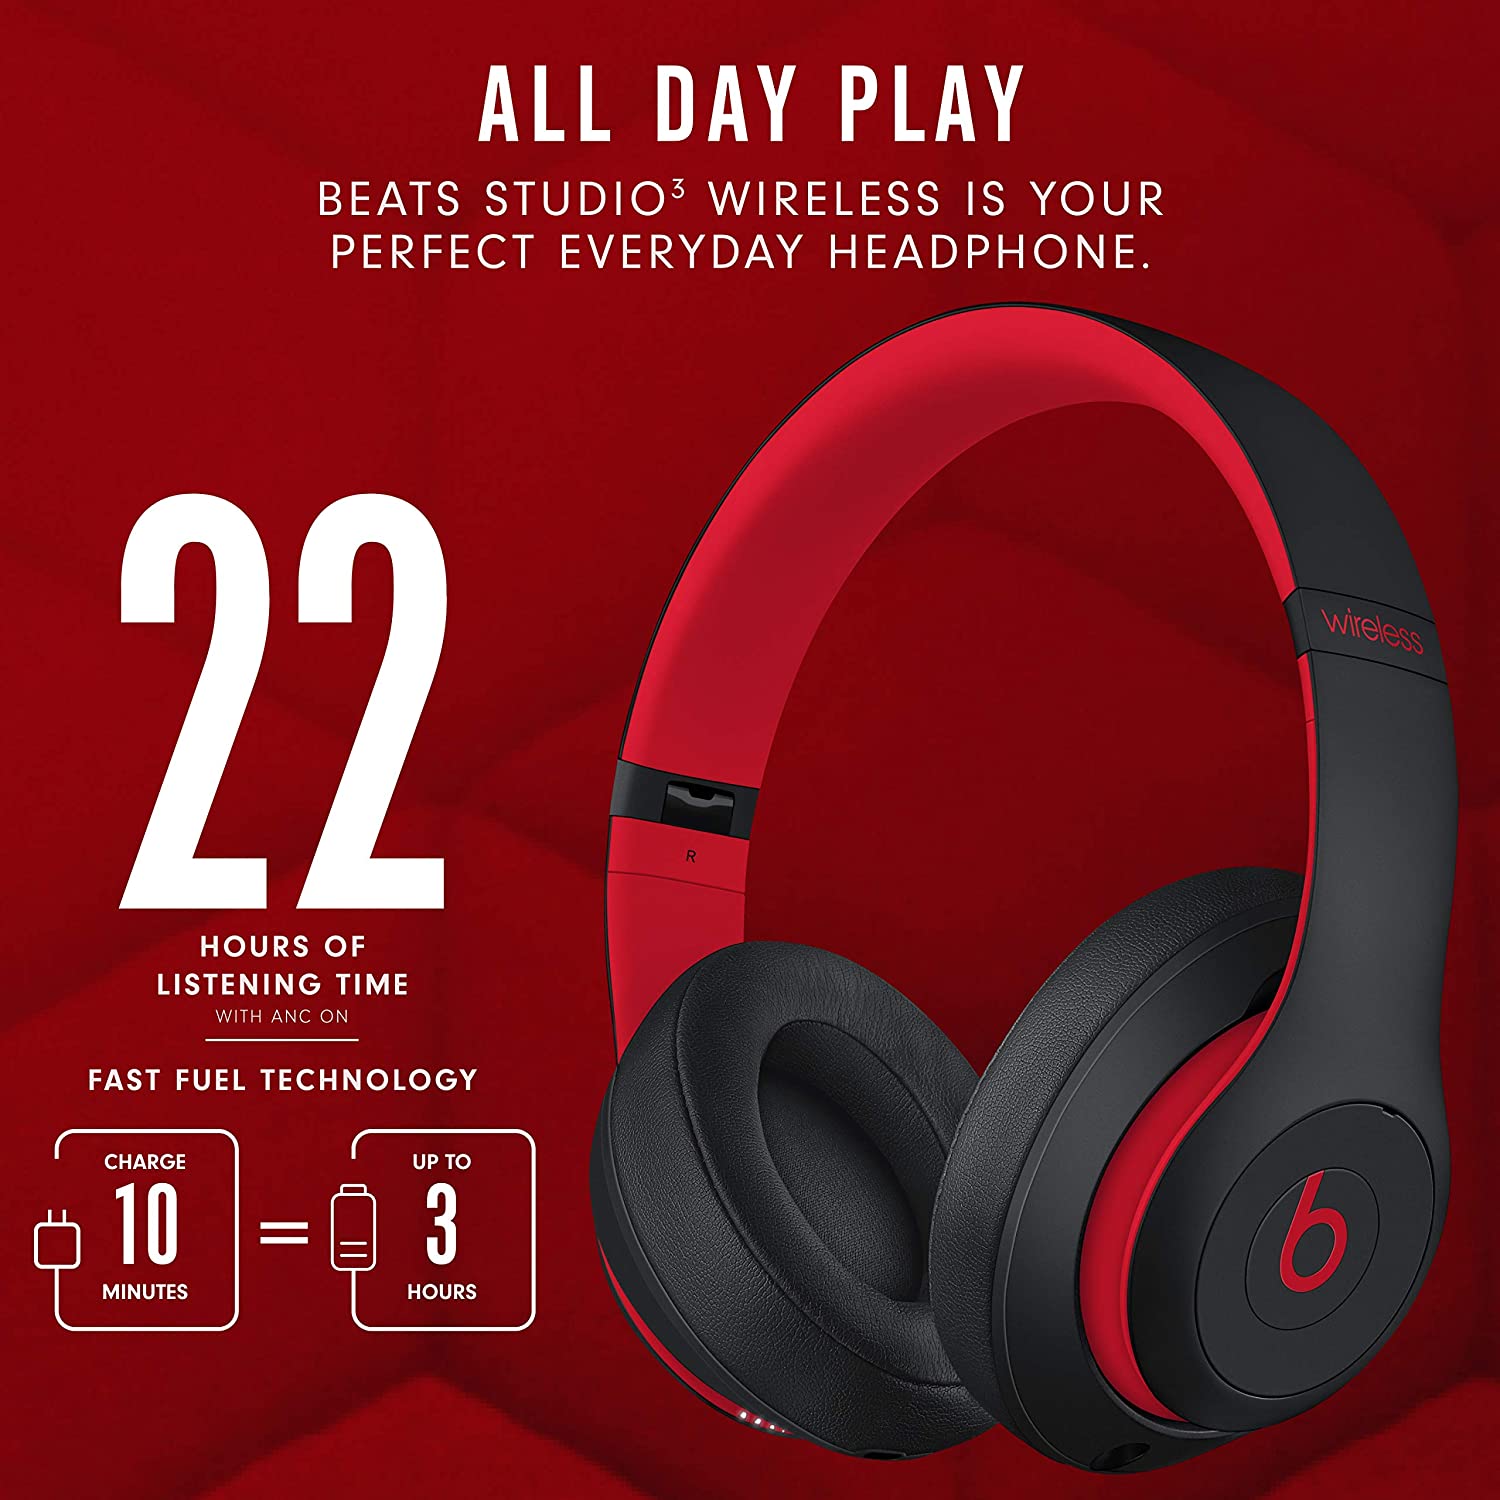 ALL DAY PLAY
BEATS STUDIO³ WIRELESS IS YOUR
PERFECT EVERYDAY HEADPHONE.
wireless
R
22
HOURS OF
LISTENING TIME
WITH ANC ON
FAST FUEL TECHNOLOGY
CHARGE
10
MINUTES
=
UP TO
3
HOURS
b